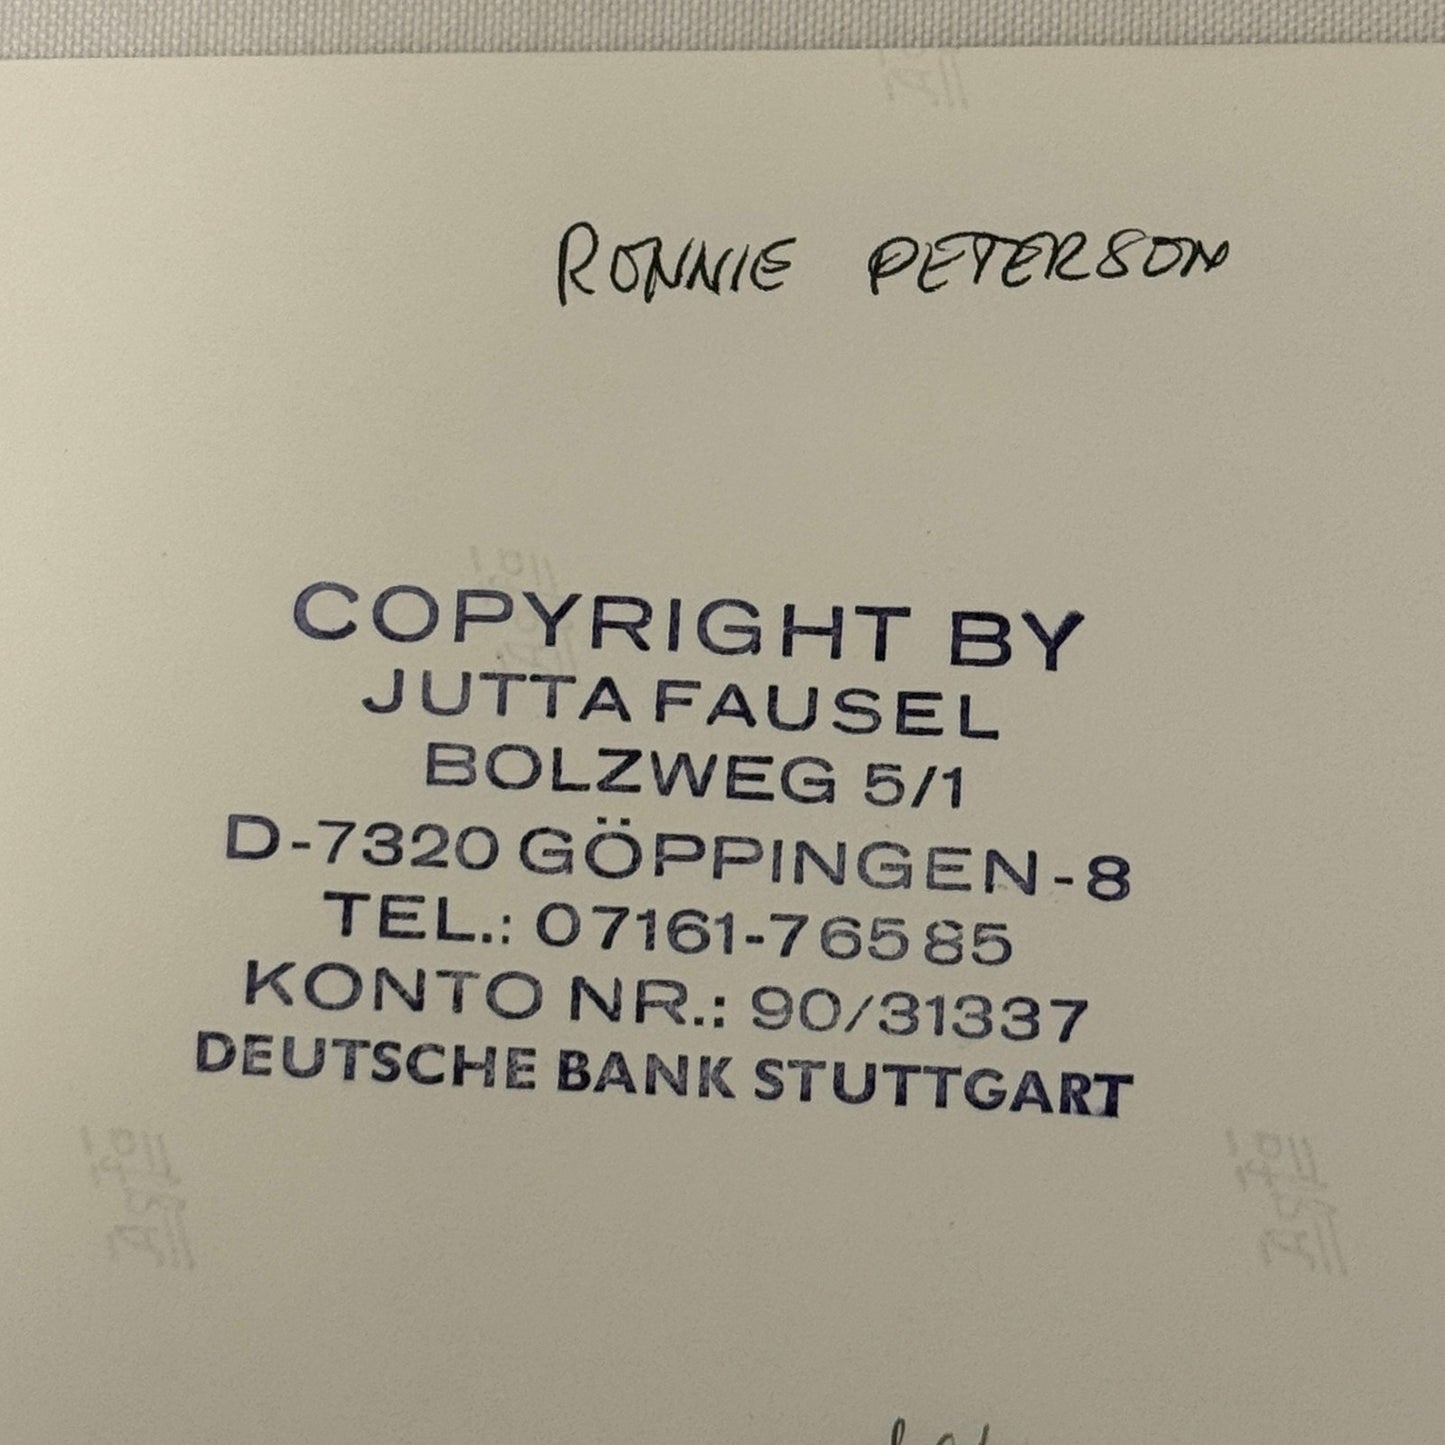 RONNIE PETERSON
COPYRIGHT BY
JUTTA FAUSEL
BOLZWEG 5/1
D-7320 GÖPPINGEN-8
TEL.: 07161-76585
KONTO NR.: 90/31337
DEUTSCHE BANK STUTTGART